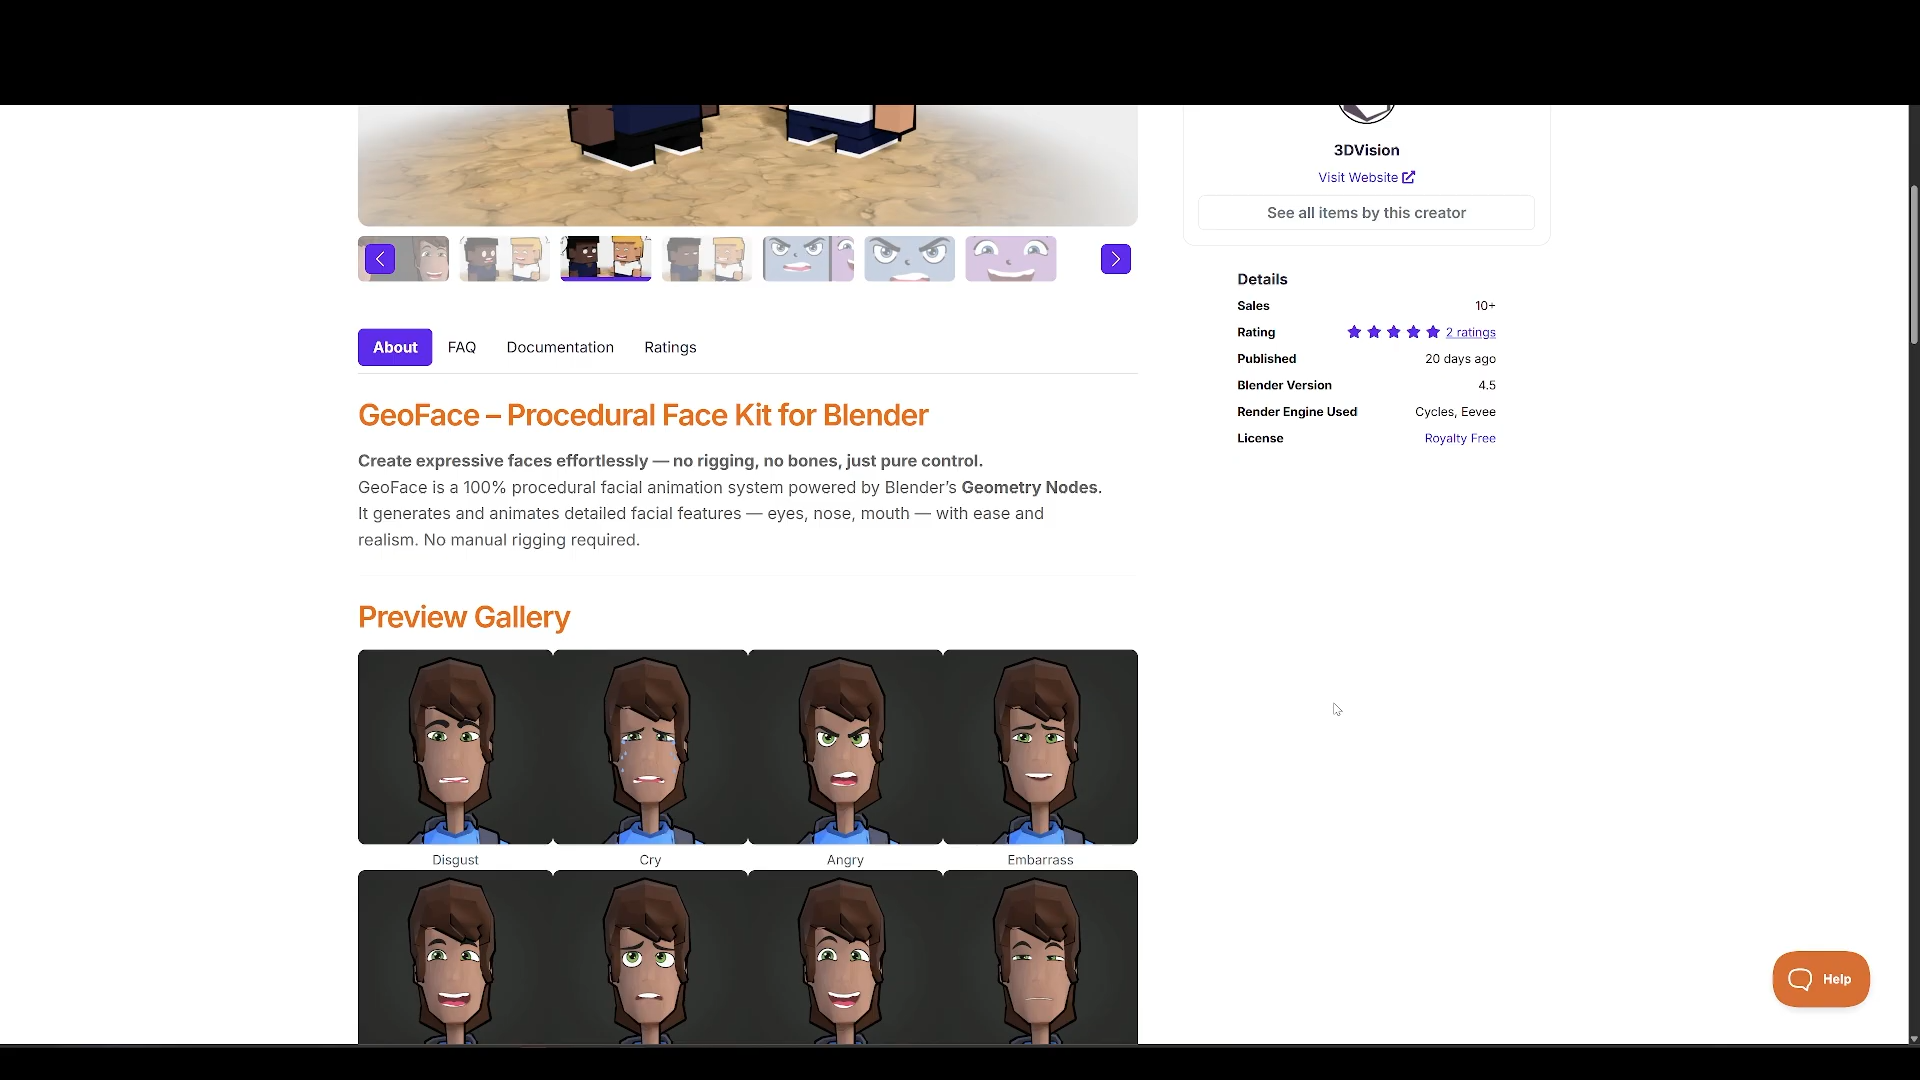 3DVision
Visit Website
See all items by this creator
Details
Sales 10+
Rating 2 ratings
Published 20 days ago
Blender Version 4.5
Render Engine Used Cycles, Eevee
License Royalty Free
About FAQ Documentation Ratings
GeoFace – Procedural Face Kit for Blender
Create expressive faces effortlessly — no rigging, no bones, just pure control.
GeoFace is a 100% procedural facial animation system powered by Blender’s Geometry Nodes.
It generates and animates detailed facial features — eyes, nose, mouth — with ease and
realism. No manual rigging required.
Preview Gallery
Disgust Cry Angry Embarrass
Help